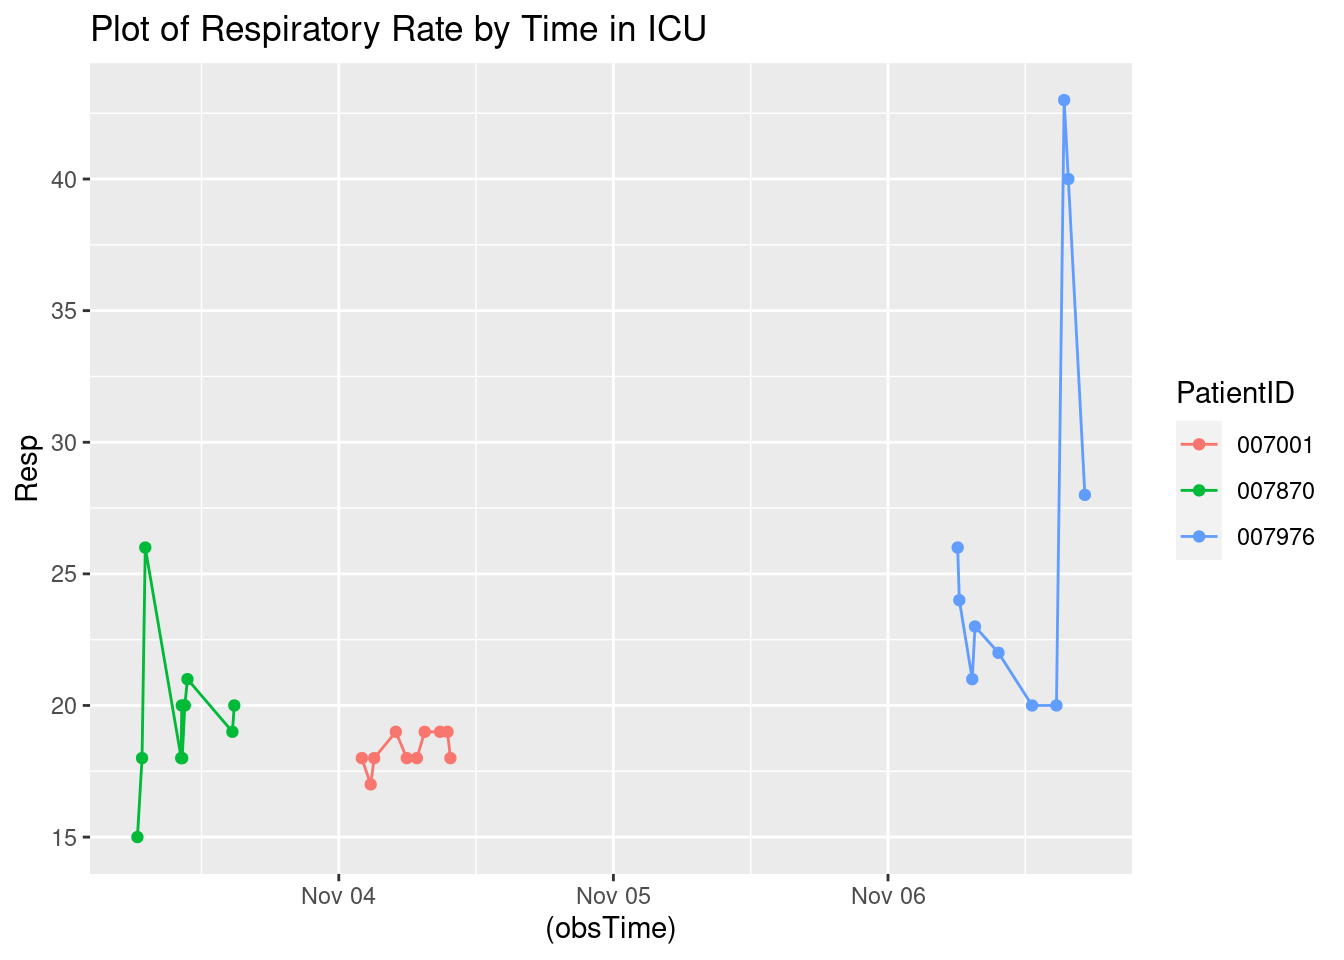 Plot of Respiratory Rate by Time in ICU
40
35
30
25
20
15
Resp
Nov 04
Nov 05
Nov 06
(obsTime)
PatientID
007001
007870
007976